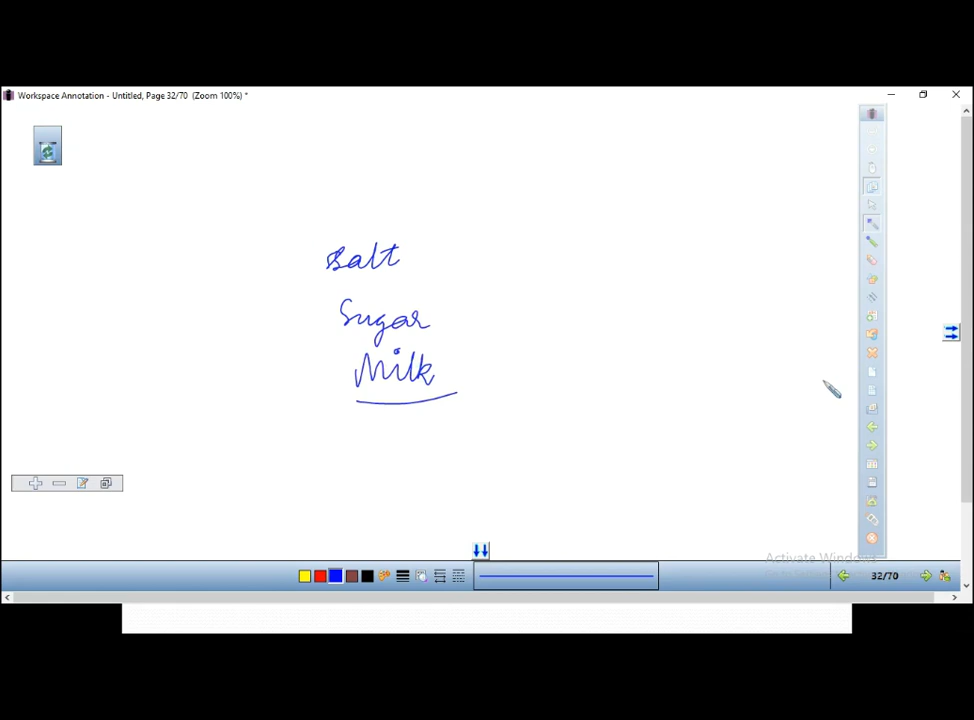 Workspace Annotation - Untitled, Page 32/70 (Zoom 100%) *
Salt
Sugar
Milk
Activate Windows
32/70